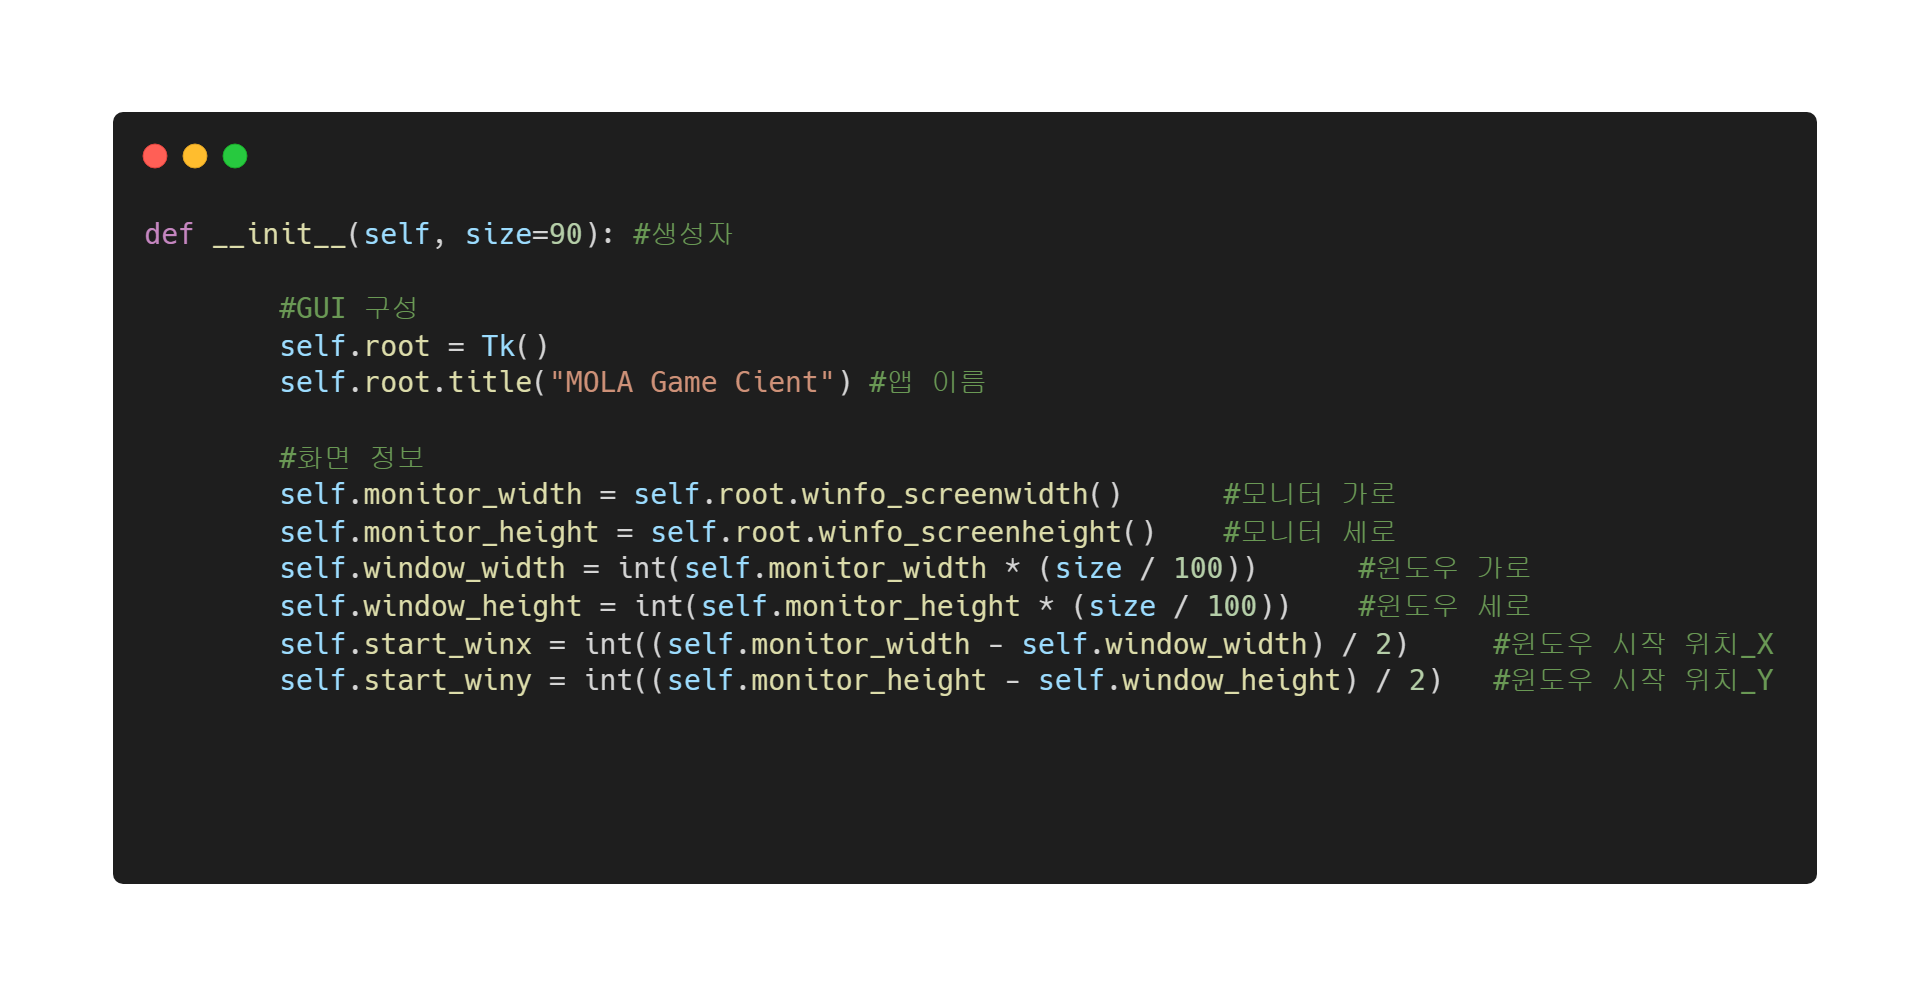 def __init__(self, size=90): #생성자
#GUI 구성
self.root = Tk()
self.root.title("MOLA Game Cient") #앱 이름
#화면 정보
self.monitor_width = self.root.winfo_screenwidth()      #모니터 가로
self.monitor_height = self.root.winfo_screenheight()    #모니터 세로
self.window_width = int(self.monitor_width * (size / 100))      #윈도우 가로
self.window_height = int(self.monitor_height * (size / 100))    #윈도우 세로
self.start_winx = int((self.monitor_width - self.window_width) / 2)     #윈도우 시작 위치_X
self.start_winy = int((self.monitor_height - self.window_height) / 2)   #윈도우 시작 위치_Y